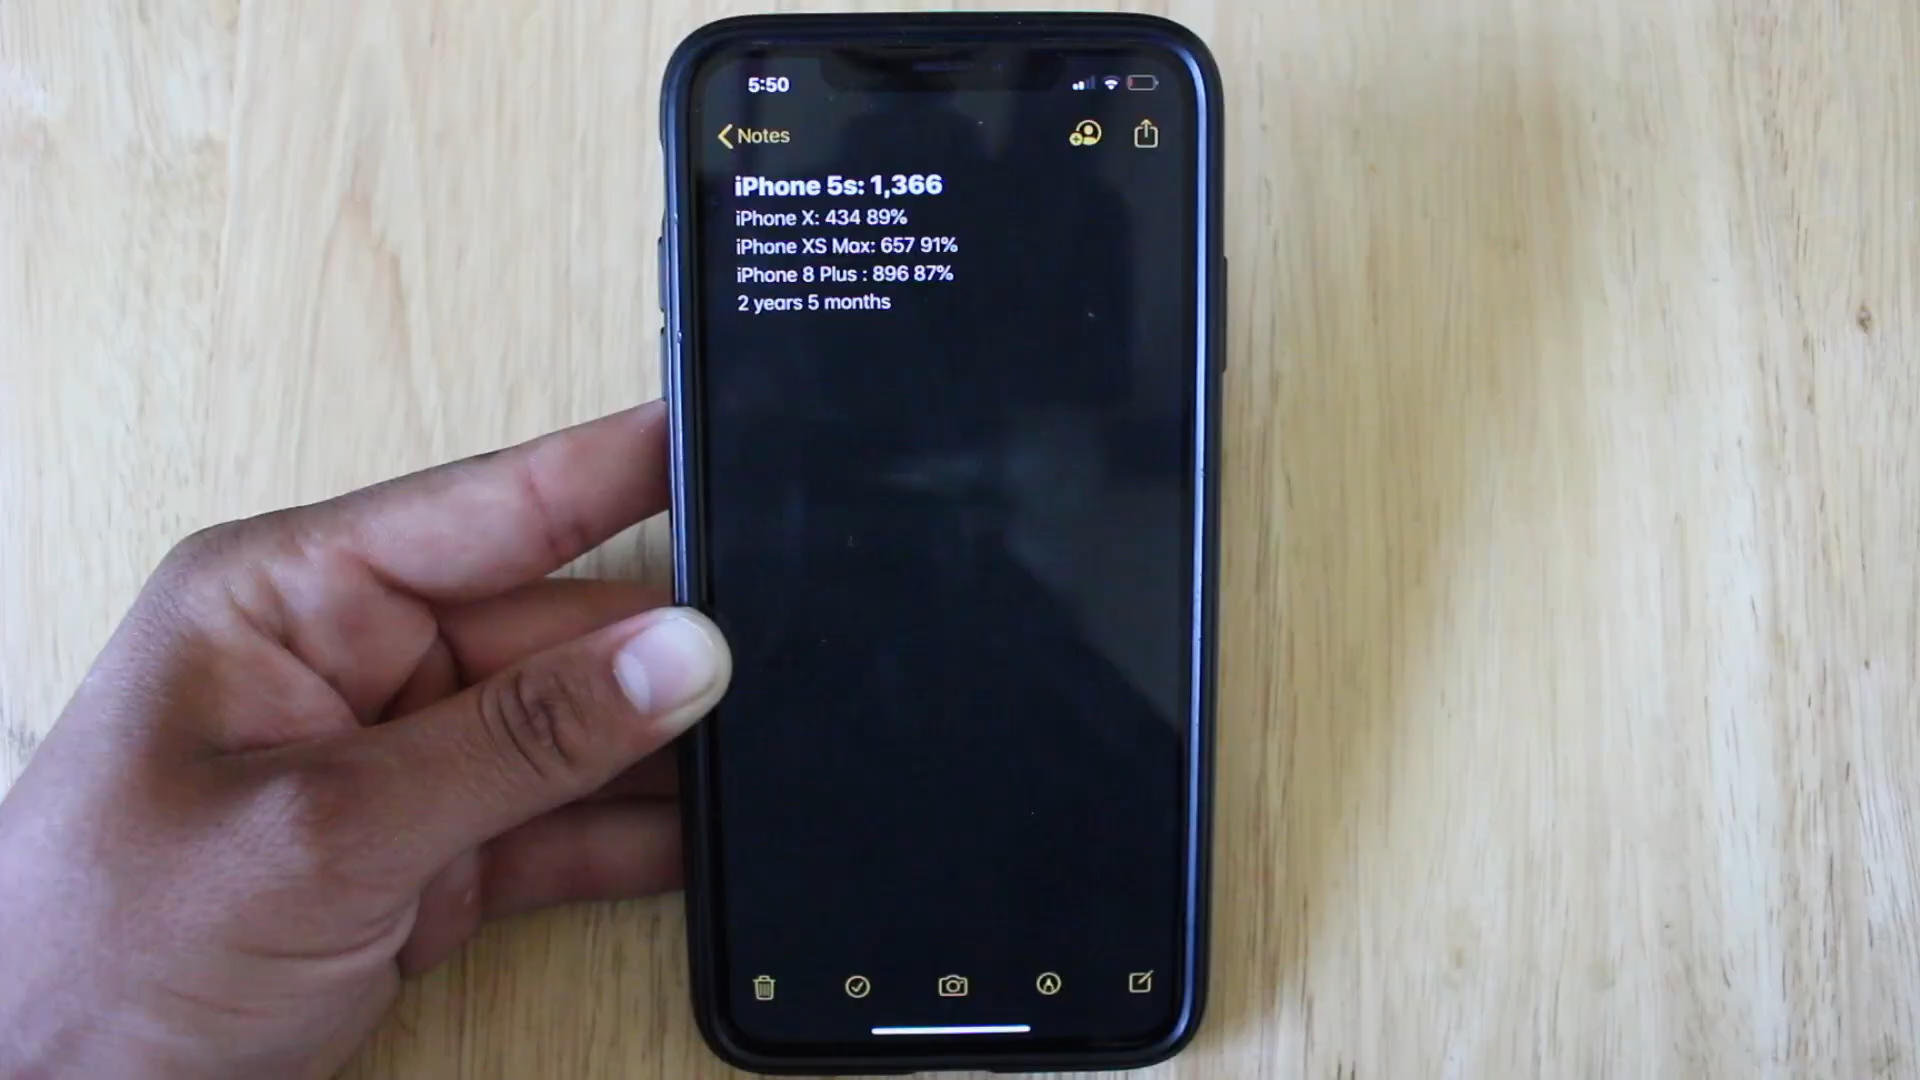 5:50
Notes
iPhone 5s: 1,366
iPhone X: 434 89%
iPhone XS Max: 657 91%
iPhone 8 Plus : 896 87%
2 years 5 months